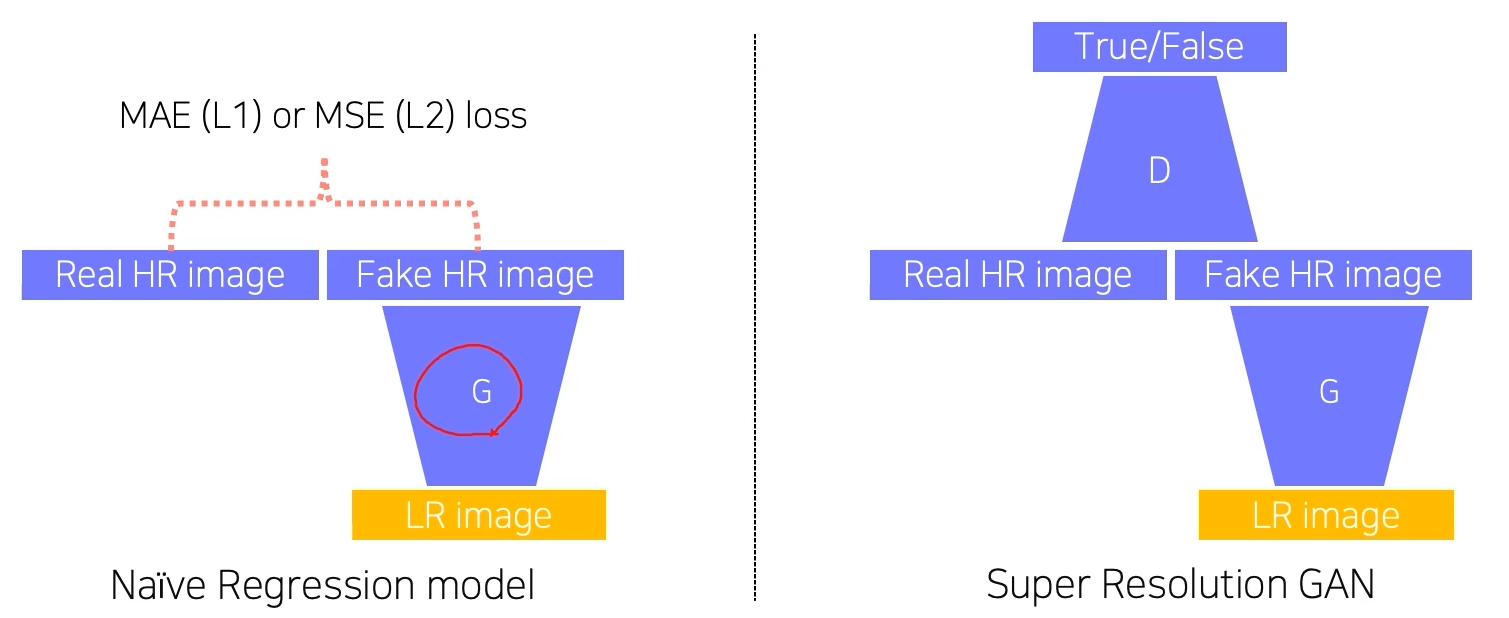 MAE (L1) or MSE (L2) loss
Real HR image
Fake HR image
G
LR image
Naïve Regression model
True/False
D
Real HR image
Fake HR image
G
LR image
Super Resolution GAN